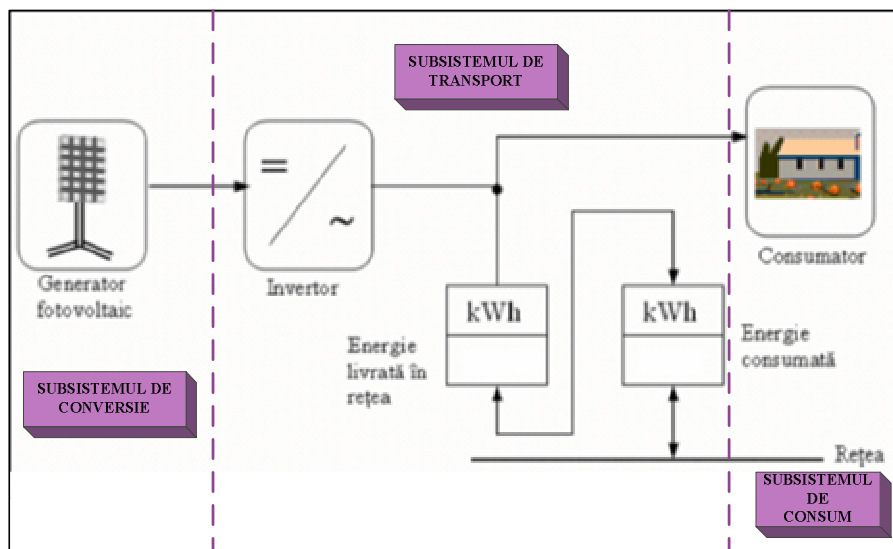 SUBSISTEMUL DE
TRANSPORT
=
~
Generator
fotovoltaic
Invertor
Consumator
kWh
kWh
Energie
livrată în
rețea
Energie
consumată
SUBSISTEMUL DE
CONVERSIE
Rețea
SUBSISTEMUL
DE
CONSUM